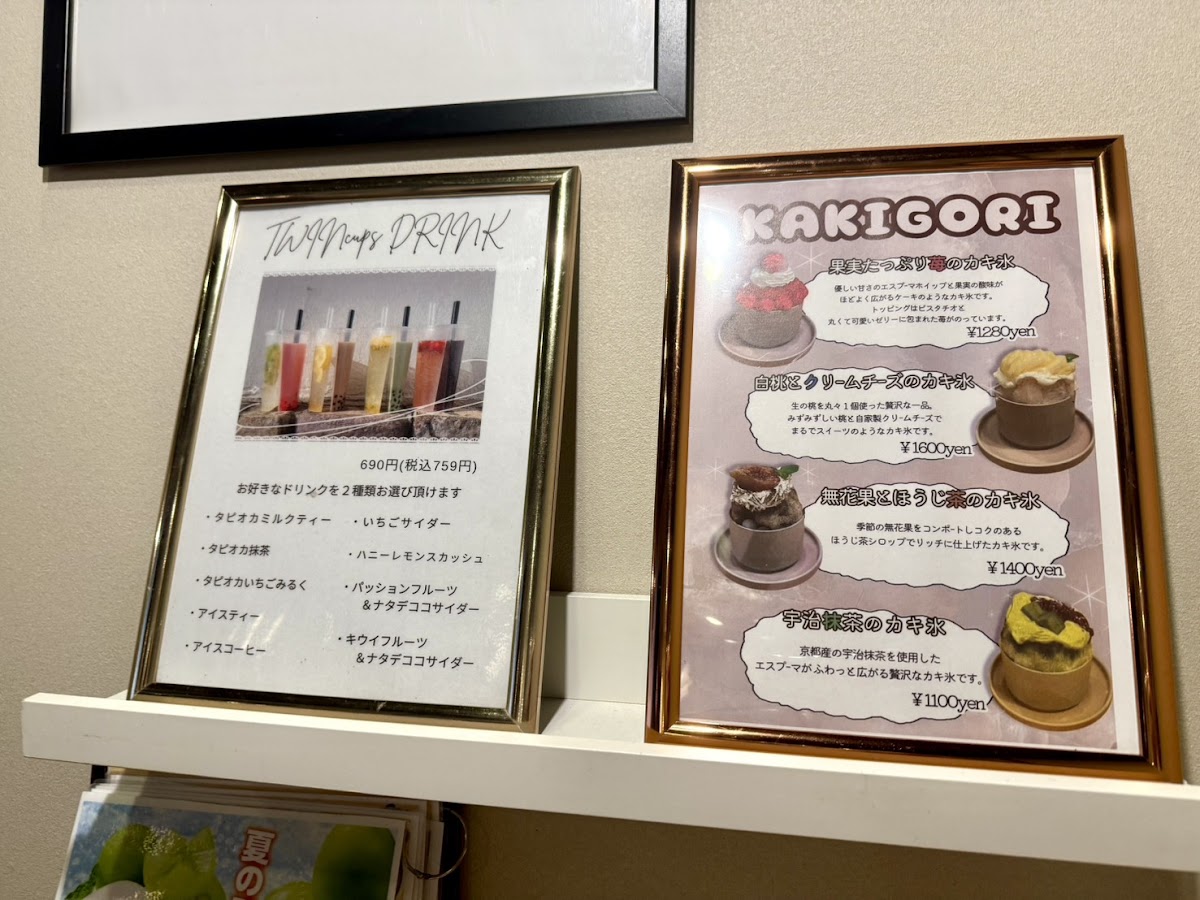 TWINcups DRINK
690円(税込759円)
お好きなドリンクを2種類お選び頂けます
・タピオカミルクティー
・タピオカ抹茶
・タピオカいちごみるく
・アイスティー
・アイスコーヒー
・いちごサイダー
・ハニーレモンスカッシュ
・パッションフルーツ
&ナタデココサイダー
・キウイフルーツ
&ナタデココサイダー
KAKIGORI
果実たっぷり苺のカキ氷
優しい甘さのエスプーマホイップと果実の酸味が
ほどよく広がるケーキのようなカキ氷です。
トッピングはピスタチオと
丸くて可愛いゼリーに包まれた苺がのっています。
¥1280yen
白桃とクリームチーズのカキ氷
生の桃を丸々1個使った贅沢な一品。
みずみずしい桃と自家製クリームチーズで
まるでスイーツのようなカキ氷です。
¥1600yen
無花果とほうじ茶のカキ氷
季節の無花果をコンポートしコクのある
ほうじ茶シロップでリッチに仕上げたカキ氷です。
¥1400yen
宇治抹茶のカキ氷
京都産の宇治抹茶を使用した
エスプーマがふわっと広がる贅沢なカキ氷です。
¥1100yen
夏の